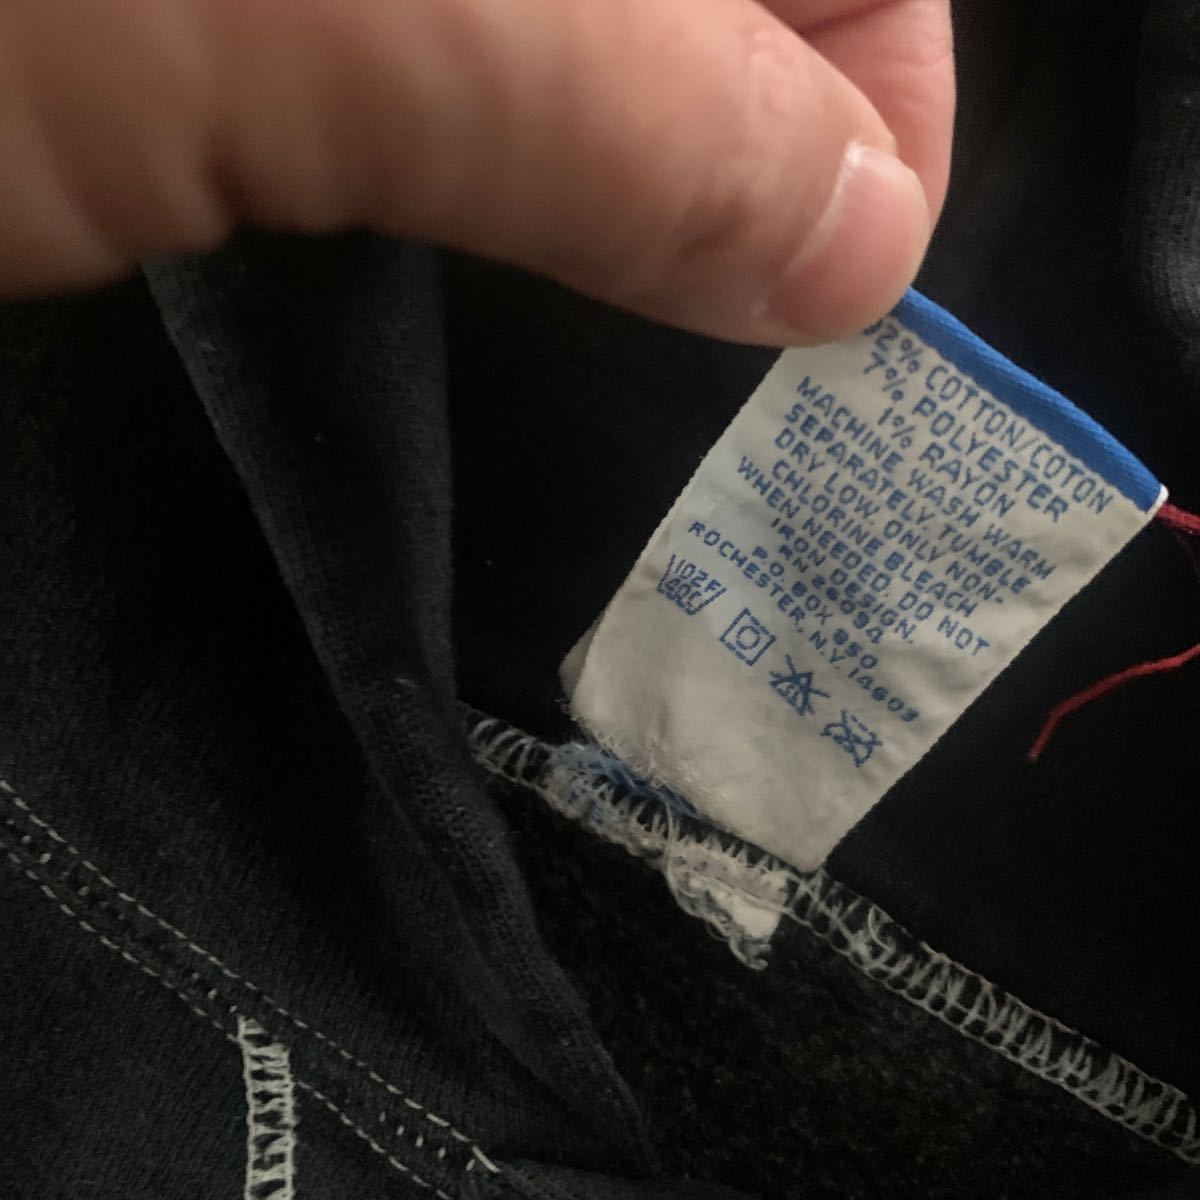 92% COTTON/COTON
7% POLYESTER
1% RAYON
MACHINE WASH WARM
SEPARATELY, TUMBLE
DRY LOW, ONLY NON-
CHLORINE BLEACH
WHEN NEEDED, DO NOT
IRON DESIGN.
RN 26094
P.O. BOX 850
ROCHESTER, N.Y. 14603
102F/
40C